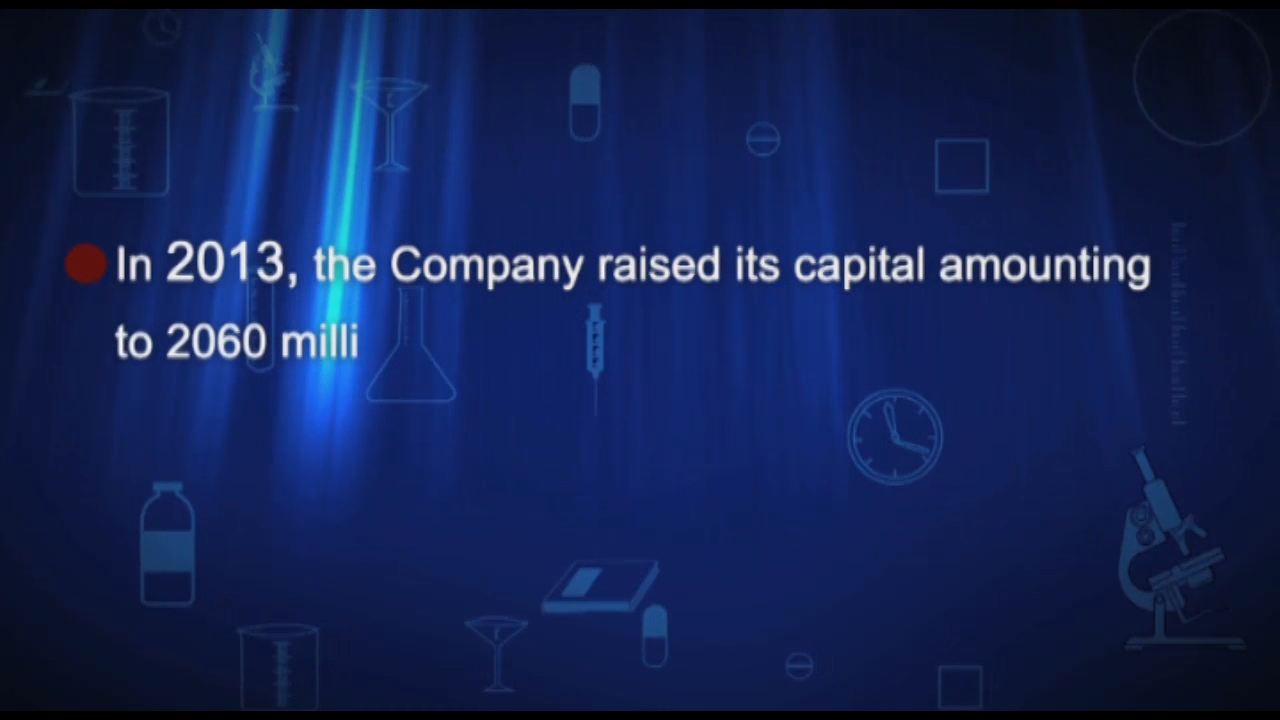 In 2013, the Company raised its capital amounting
to 2060 milli